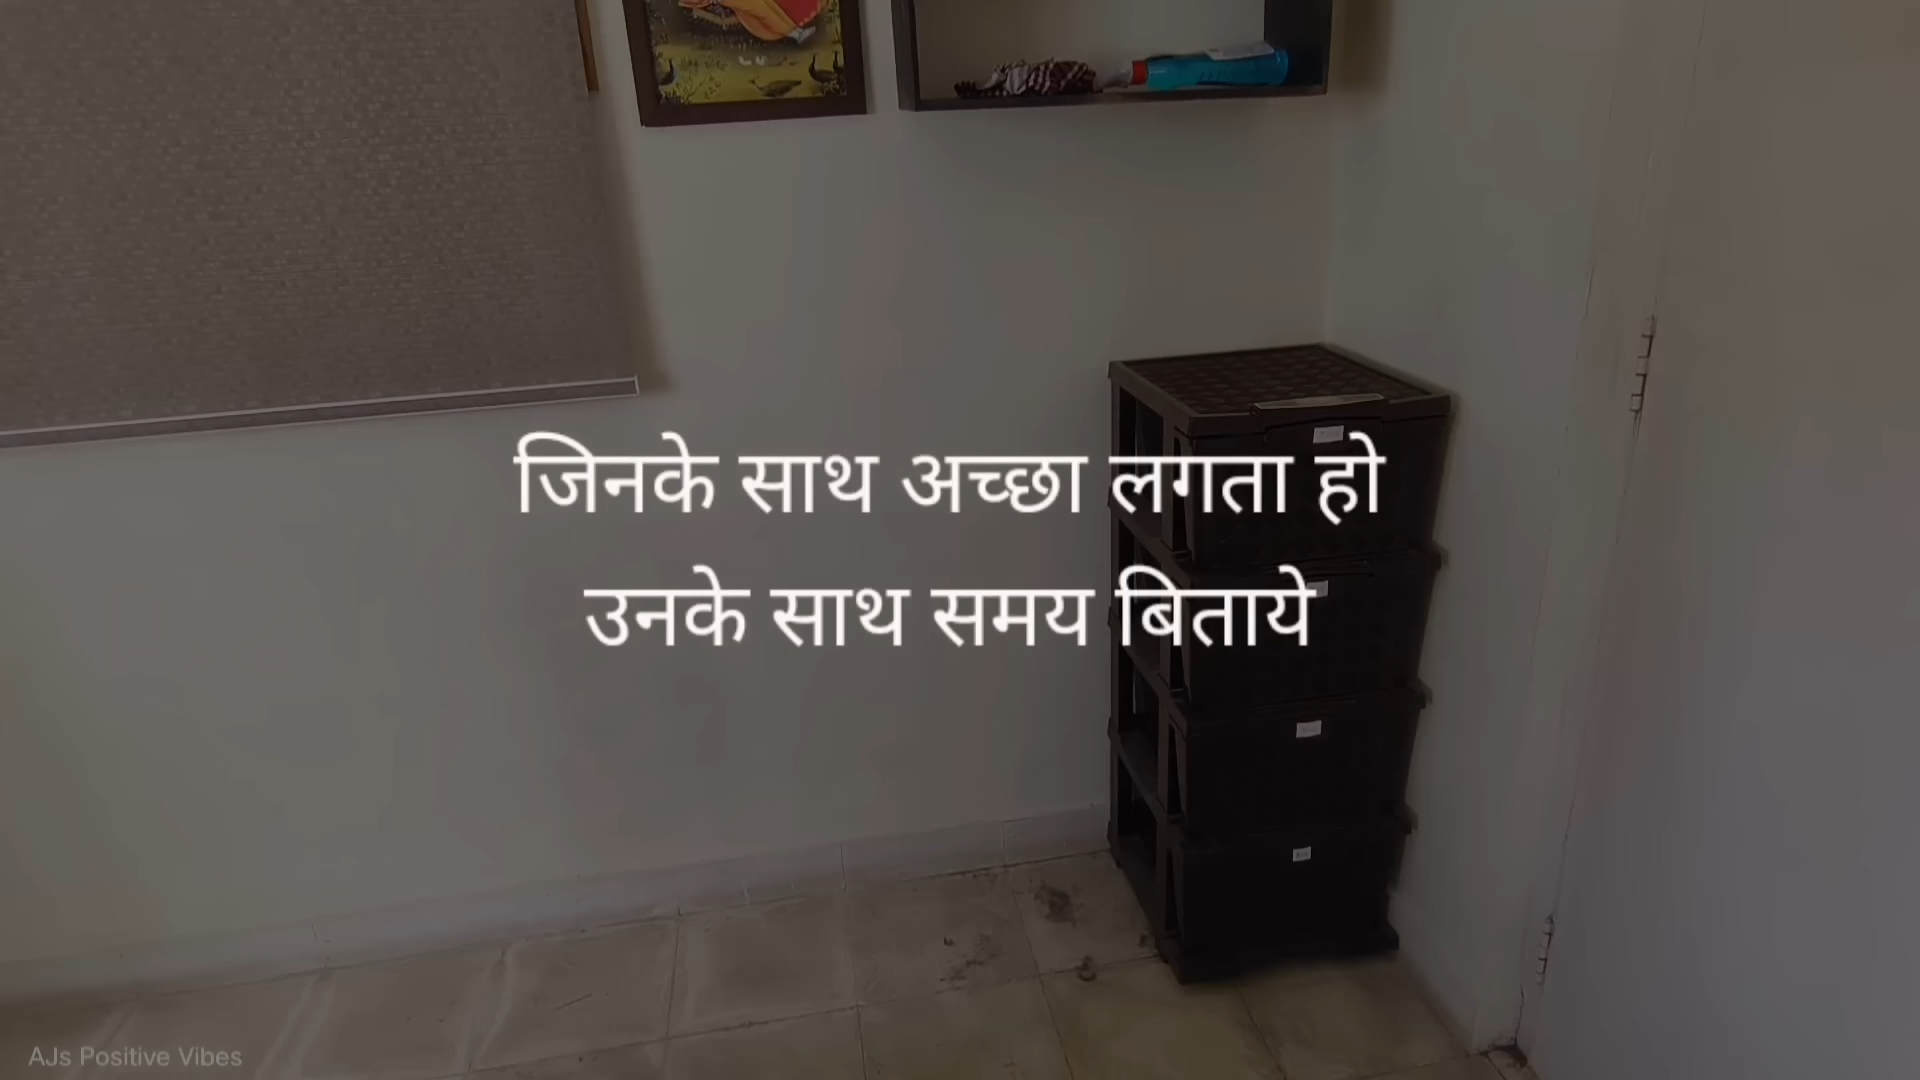 जिनके साथ अच्छा लगता हो
उनके साथ समय बिताये
AJs Positive Vibes